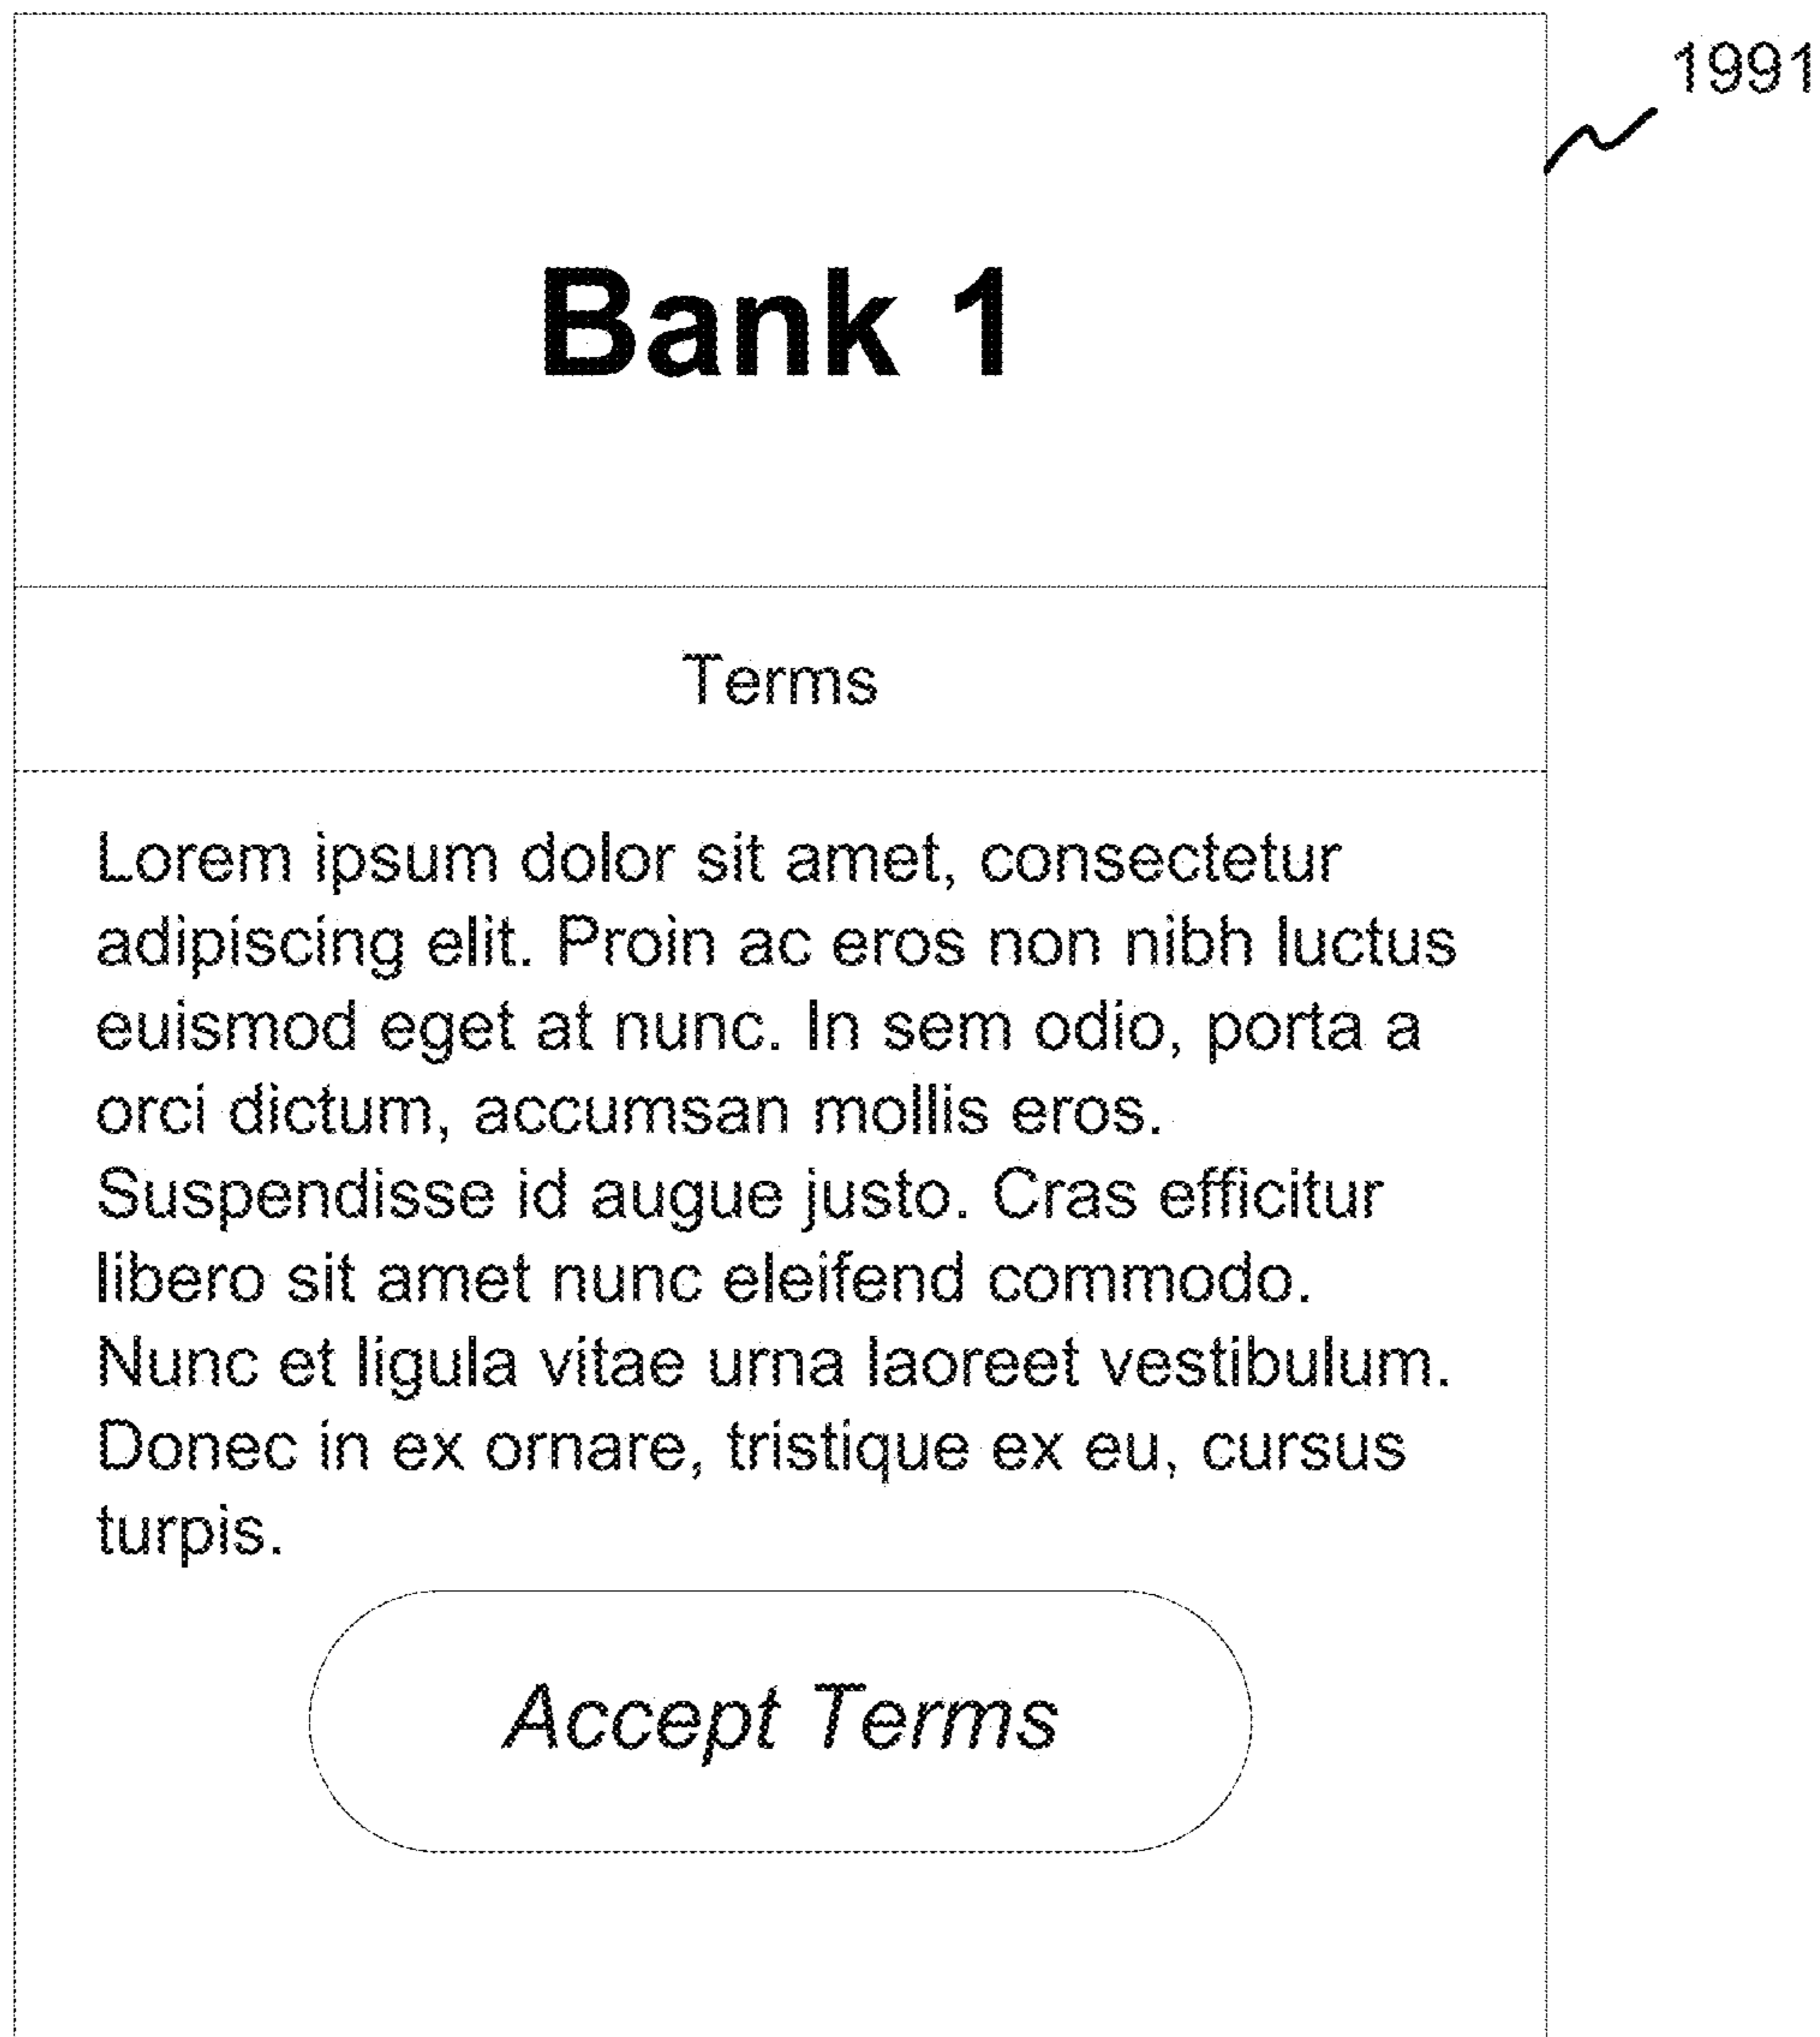 1991
Bank 1
Terms
Lorem ipsum dolor sit amet, consectetur
adipiscing elit. Proin ac eros non nibh luctus
euismod eget at nunc. In sem odio, porta a
orci dictum, accumsan mollis eros.
Suspendisse id augue justo. Cras efficitur
libero sit amet nunc eleifend commodo.
Nunc et ligula vitae urna laoreet vestibulum.
Donec in ex ornare, tristique ex eu, cursus
turpis.
Accept Terms